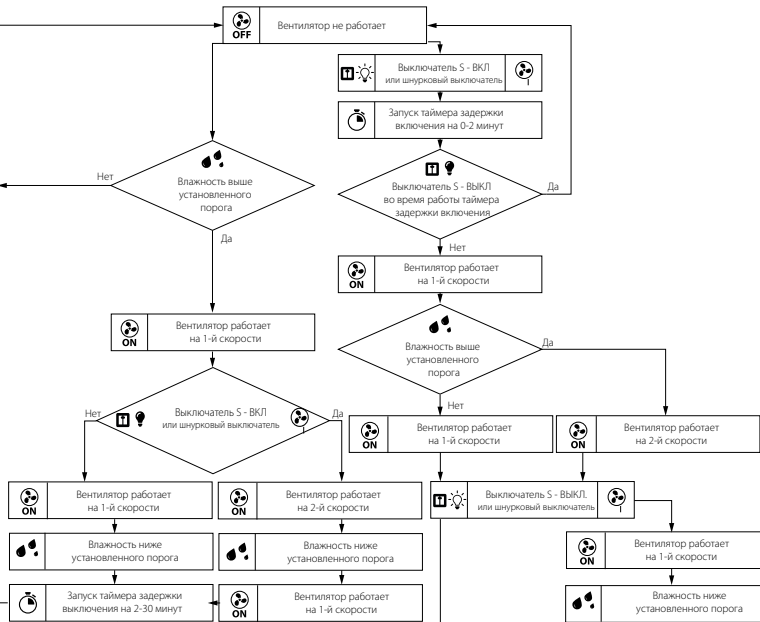 OFF
Вентилятор не работает
Выключатель S - ВКЛ
или шнурковый выключатель
Запуск таймера задержки
включения на 0-2 минут
Нет
Влажность выше
установленного
порога
Да
Выключатель S - ВЫКЛ
во время работы таймера
задержки включения
Да
Нет
ON
Вентилятор работает
на 1-й скорости
ON
Вентилятор работает
на 1-й скорости
Влажность выше
установленного
порога
Да
Нет
Нет
Выключатель S - ВКЛ
или шнурковый выключатель
Да
ON
Вентилятор работает
на 1-й скорости
ON
Вентилятор работает
на 2-й скорости
ON
Вентилятор работает
на 1-й скорости
ON
Вентилятор работает
на 2-й скорости
Выключатель S - ВЫКЛ.
или шнурковый выключатель
Влажность ниже
установленного порога
Влажность ниже
установленного порога
ON
Вентилятор работает
на 1-й скорости
Запуск таймера задержки
выключения на 2-30 минут
ON
Вентилятор работает
на 1-й скорости
Влажность ниже
установленного порога